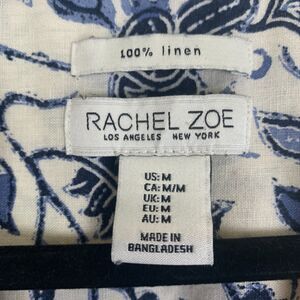 100% linen
RACHEL ZOE
LOS ANGELES NEW YORK
US: M
CA: M/M
UK: M
EU: M
AU: M
MADE IN
BANGLADESH